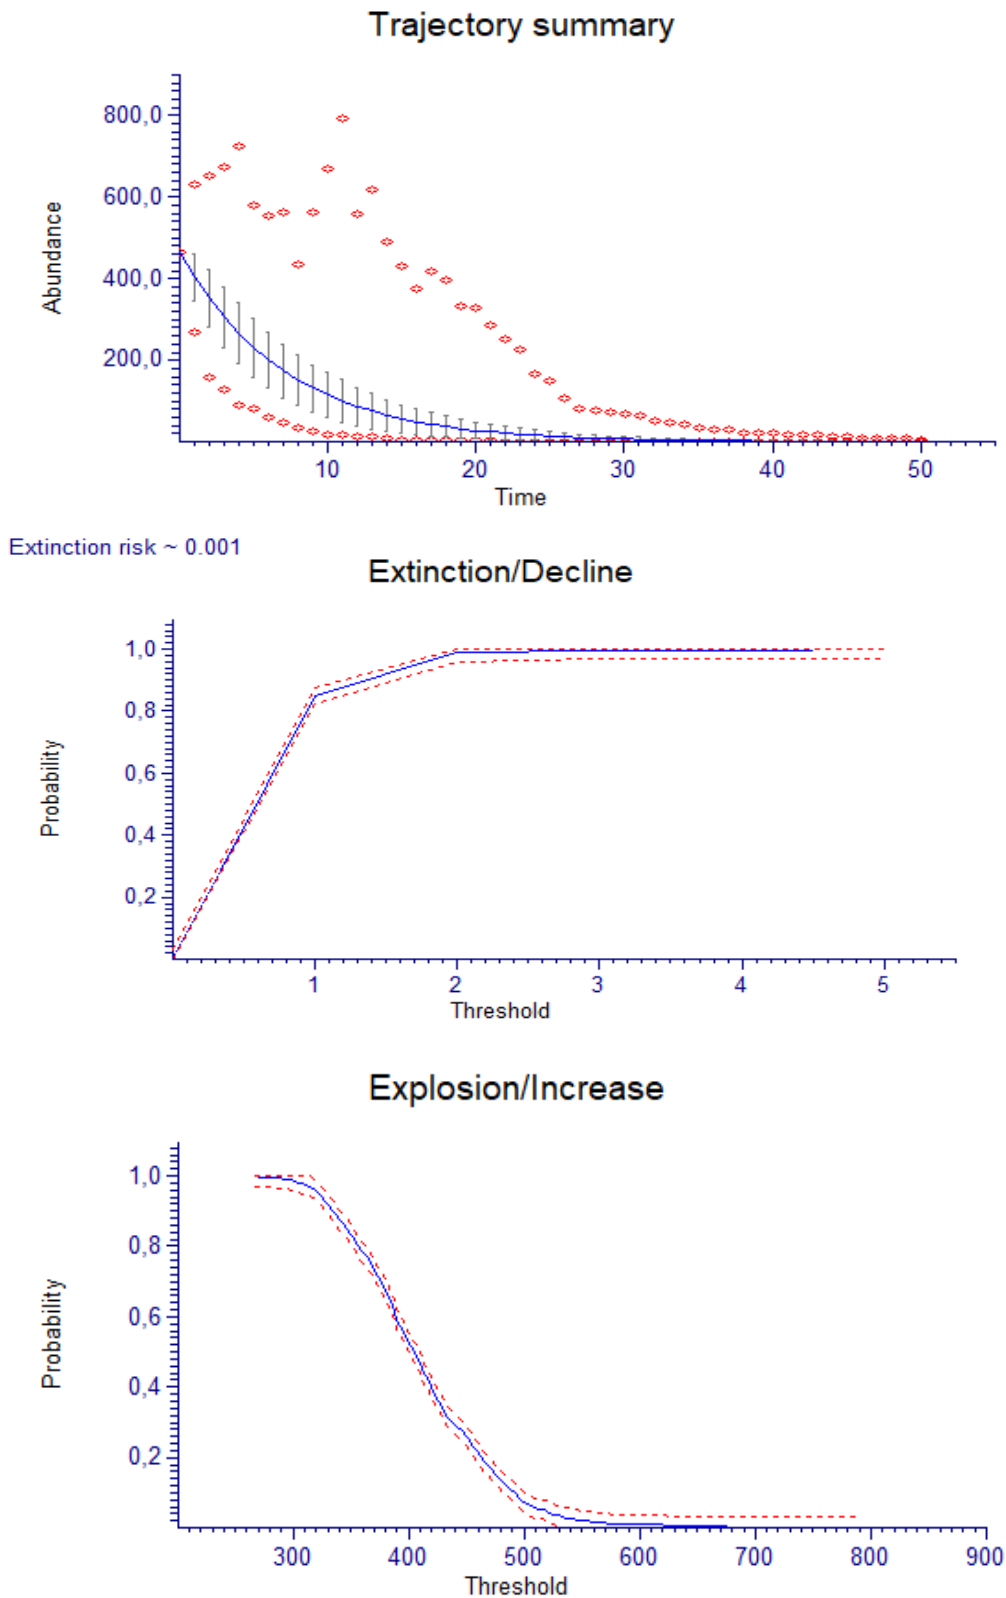 Trajectory summary
800,0
600,0
400,0
200,0
Abundance
10 20 30 40 50
Time
Extinction risk ~ 0.001
Extinction/Decline
1,0
0,8
0,6
0,4
0,2
Probability
1 2 3 4 5
Threshold
Explosion/Increase
1,0
0,8
0,6
0,4
0,2
Probability
300 400 500 600 700 800 900
Threshold